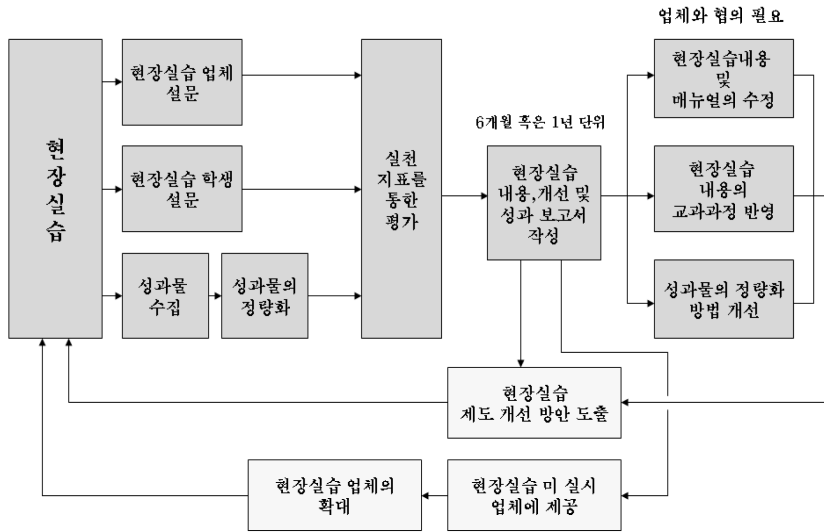 업체와 협의 필요
현
장
실
습
현장실습 업체
설문
현장실습 학생
설문
성과물
수집
성과물의
정량화
실천
지표를
통한
평가
6개월 혹은 1년 단위
현장실습
내용,개선 및
성과 보고서
작성
현장실습내용
및
매뉴얼의 수정
현장실습
내용의
교과과정 반영
성과물의 정량화
방법 개선
현장실습
제도 개선 방안 도출
현장실습 업체의
확대
현장실습 미 실시
업체에 제공